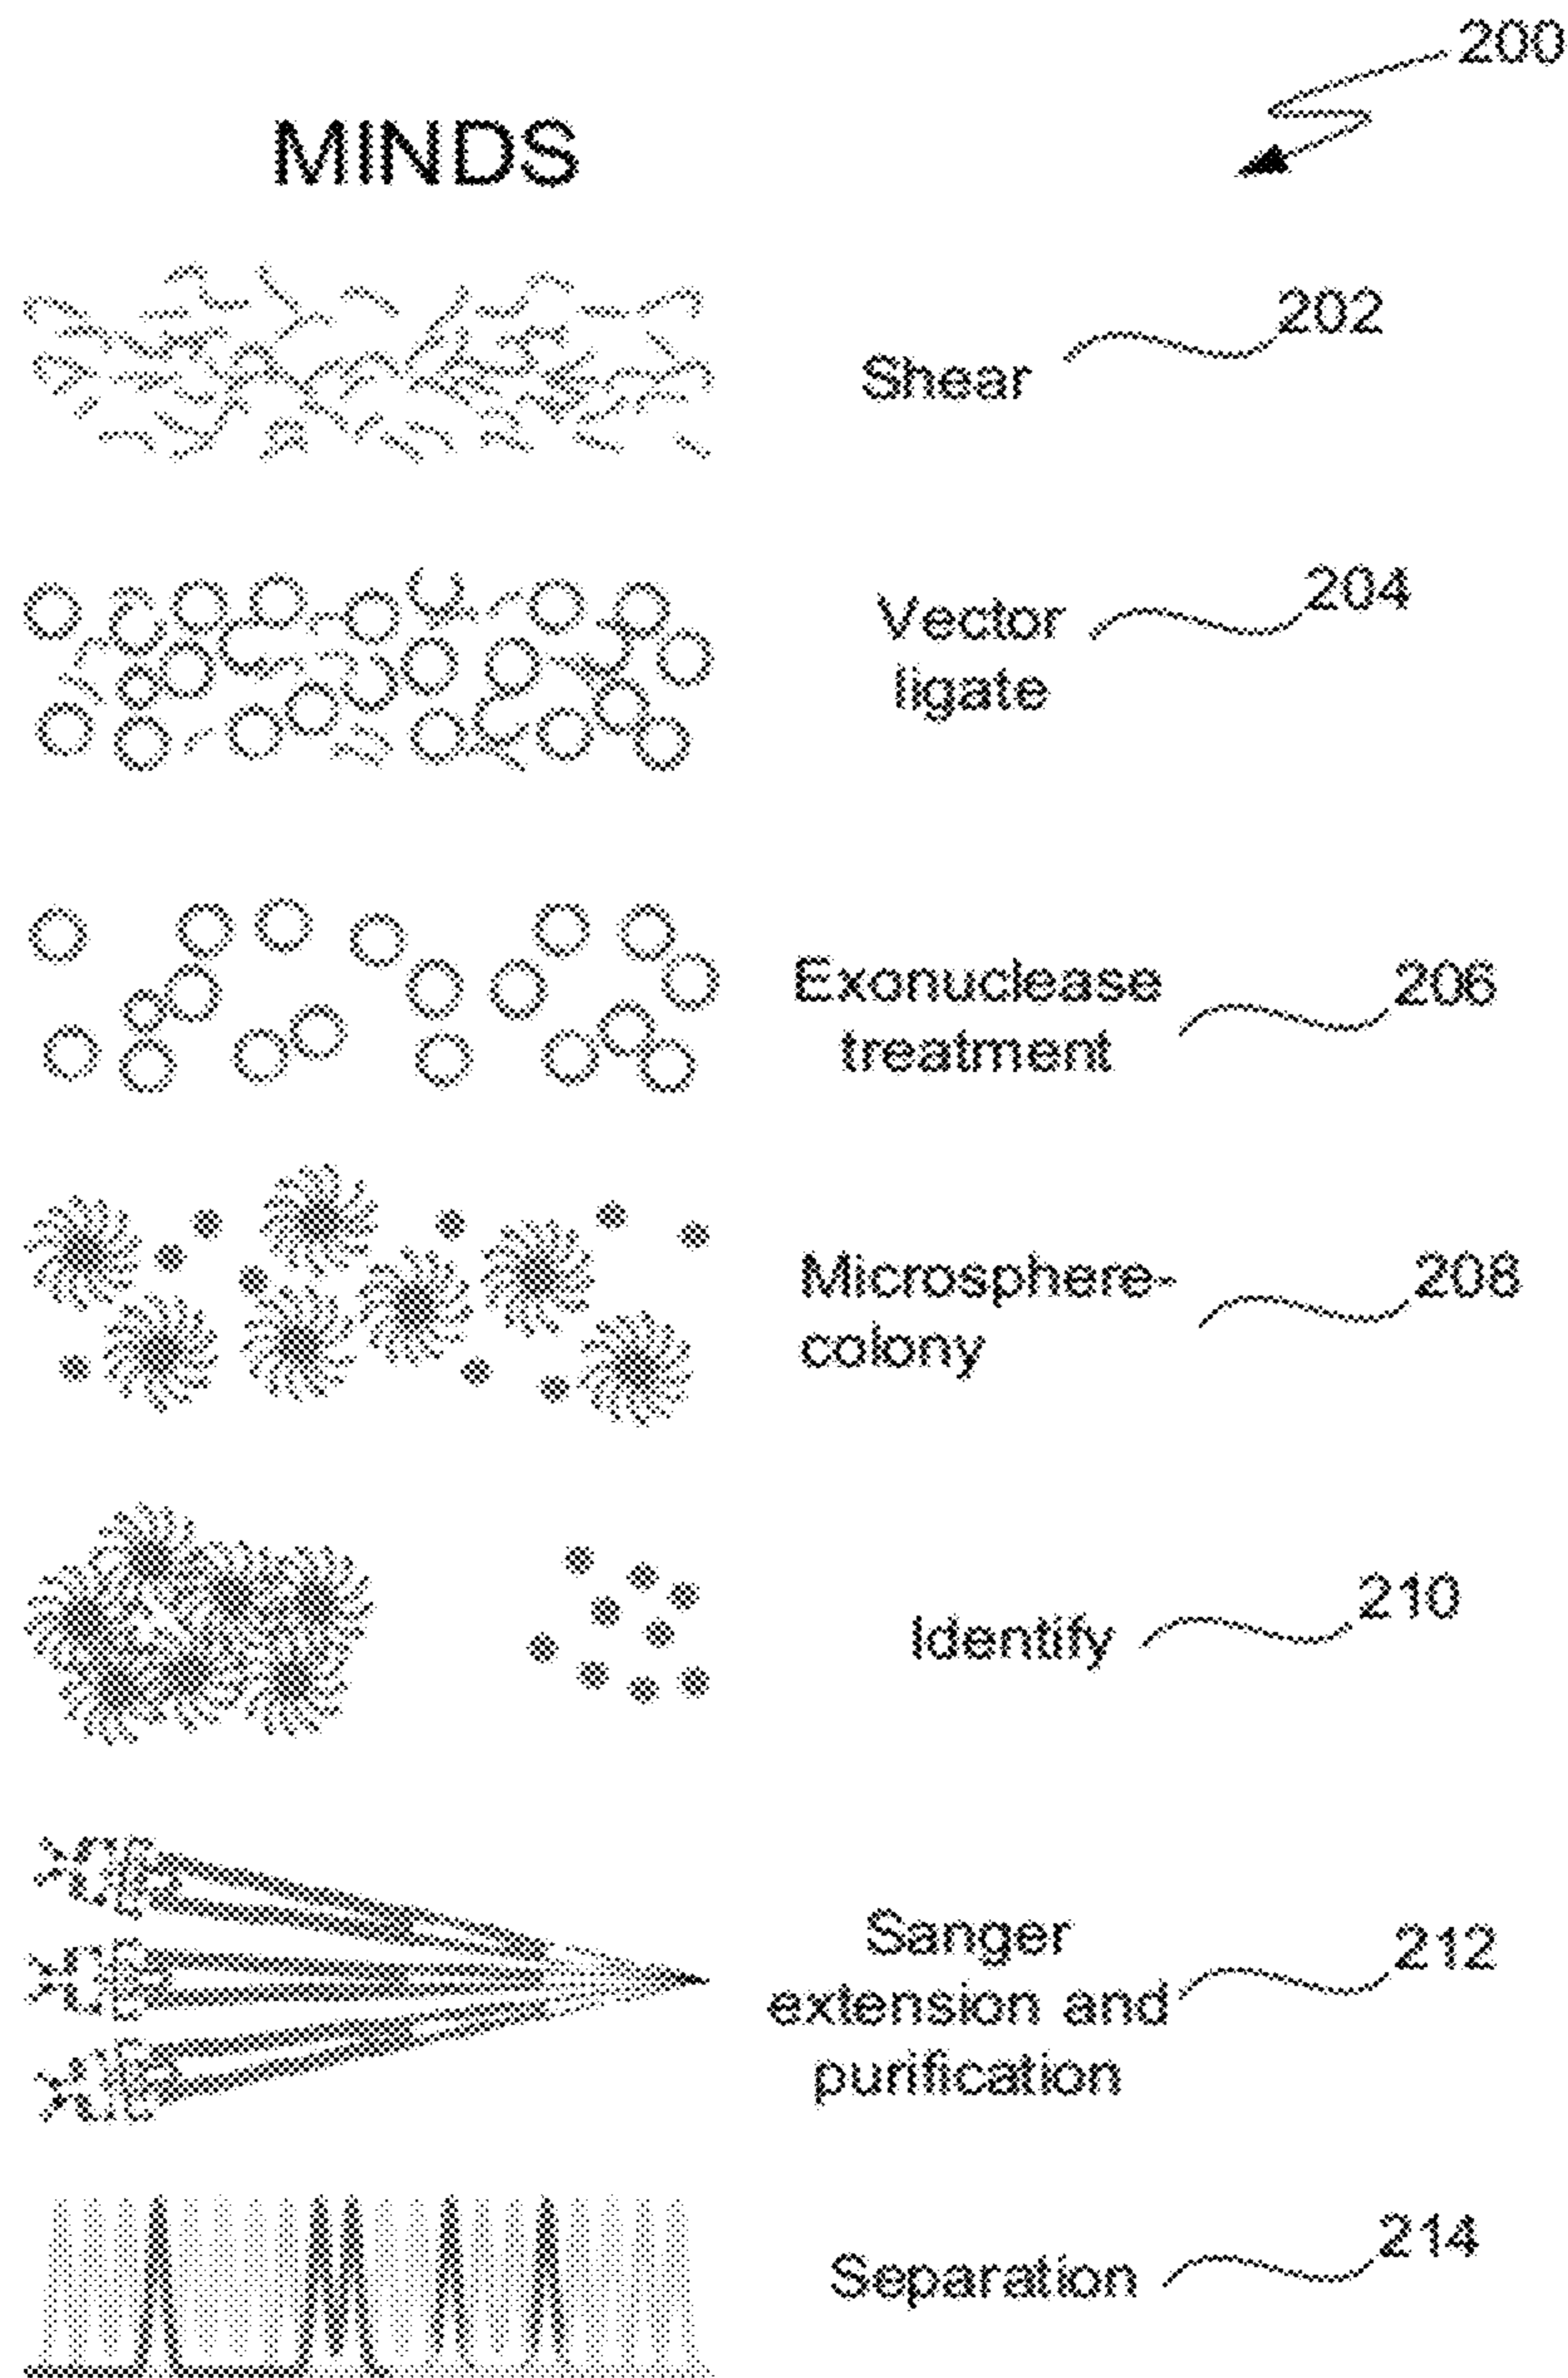 200
MINDS
202
Shear
204
Vector
ligate
206
Exonuclease
treatment
208
Microsphere-
colony
210
Identify
212
Sanger
extension and
purification
214
Separation